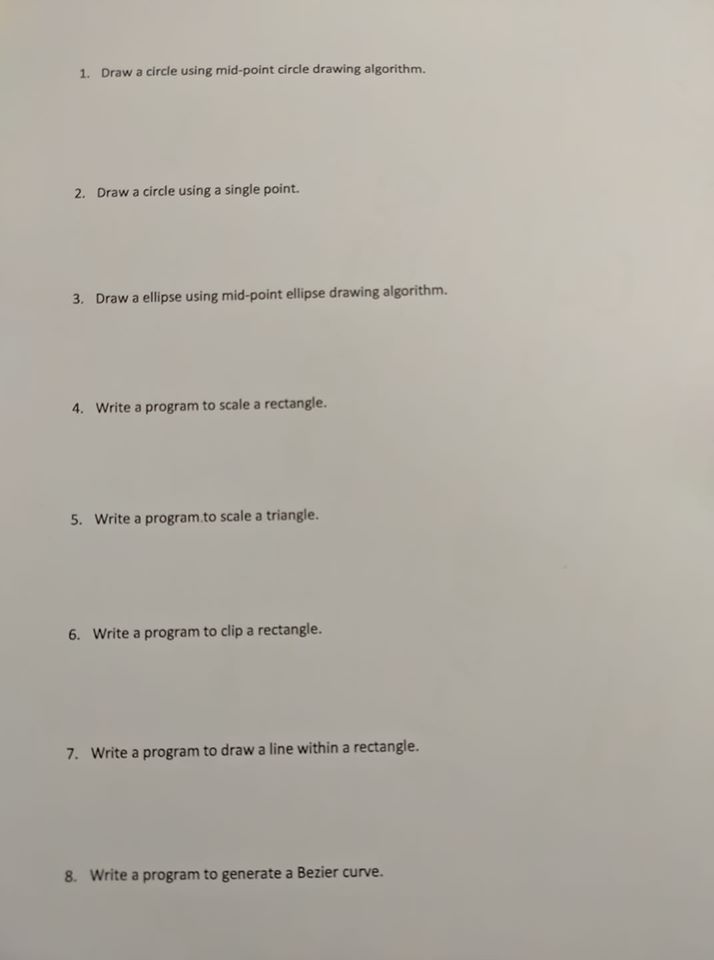 1. Draw a circle using mid-point circle drawing algorithm.
2. Draw a circle using a single point.
3. Draw a ellipse using mid-point ellipse drawing algorithm.
4. Write a program to scale a rectangle.
5. Write a program to scale a triangle.
6. Write a program to clip a rectangle.
7. Write a program to draw a line within a rectangle.
8. Write a program to generate a Bezier curve.